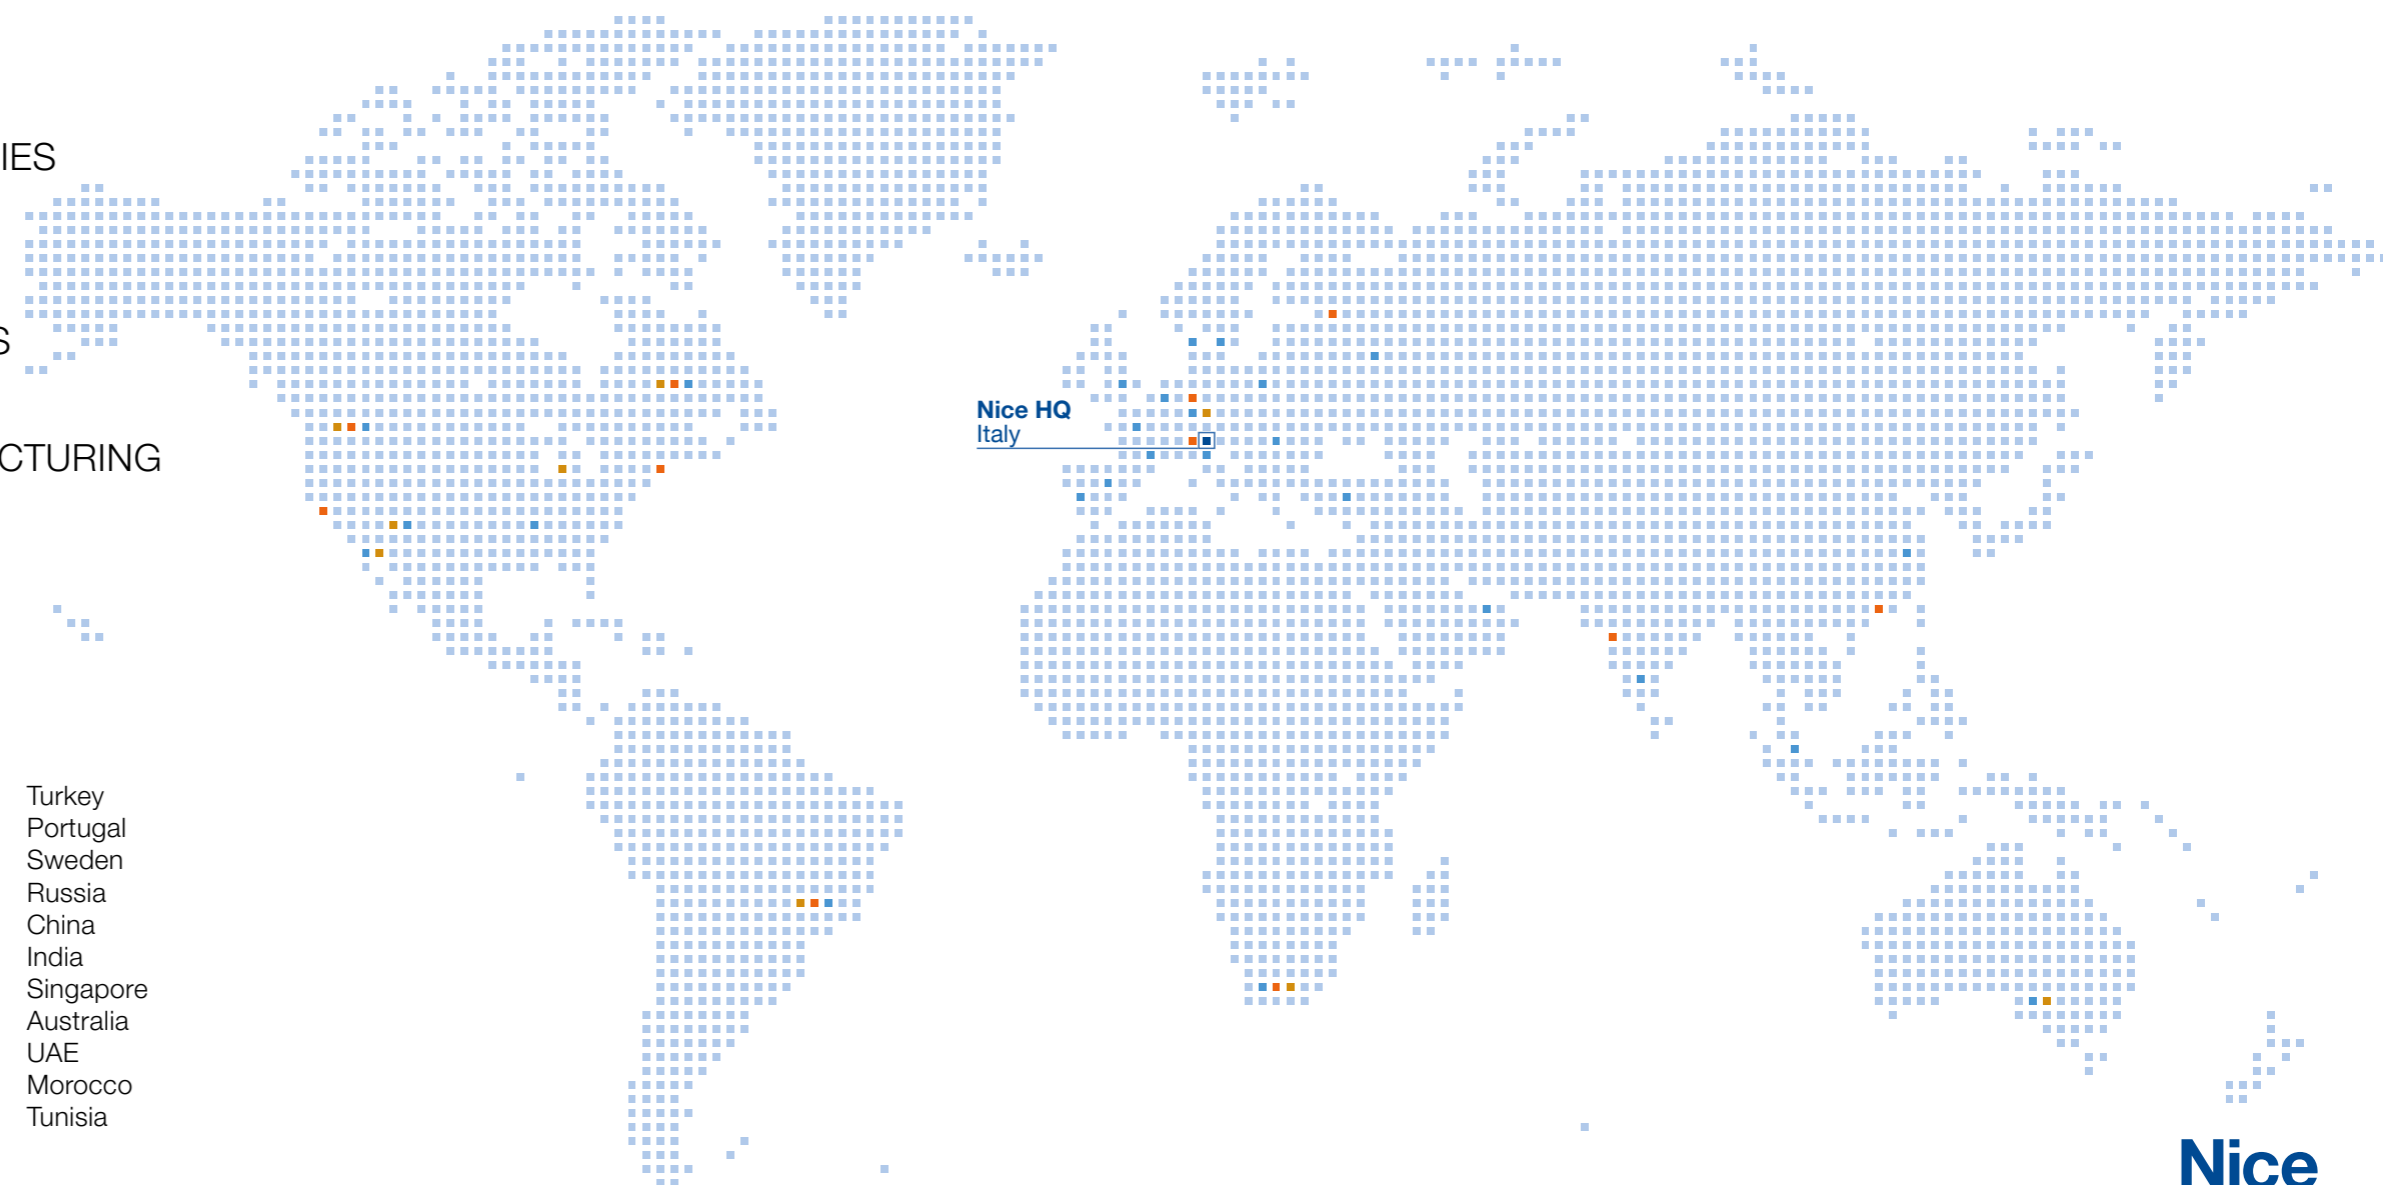 IES
S
CTURING
Nice HQ
Italy
Turkey
Portugal
Sweden
Russia
China
India
Singapore
Australia
UAE
Morocco
Tunisia
Nice